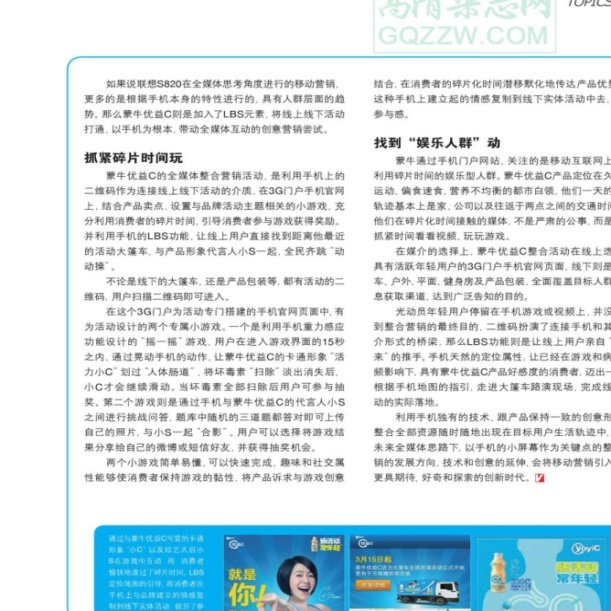 高清杂志网
GQZZW.COM
TOPICS
如果说联想S820在全媒体思考角度进行的移动营销，
更多的是根据手机本身的特性进行的，具有人群层面的趋
势。那么蒙牛优益C则是加入了LBS元素，将线上线下活动
打通，以手机为根本，带动全媒体互动的创意营销尝试。
抓紧碎片时间玩
蒙牛优益C的全媒体整合营销活动，是利用手机上的
二维码作为连接线上线下活动的介质，在3G门户手机官网
上，结合产品卖点，设置与品牌活动主题相关的小游戏，充
分利用消费者的碎片时间，引导消费者参与游戏获得奖励。
并利用手机的LBS功能，让线上用户直接找到距离他最近
的活动大篷车，与产品形象代言人小S一起，全民齐跳“动
动操”。
不论是线下的大篷车，还是产品包装等，都有活动的二
维码，用户扫描二维码即可进入。
在这个3G门户为活动专门搭建的手机官网页面中，有
为活动设计的两个专属小游戏。一个是利用手机重力感应
功能设计的“摇一摇”游戏，用户在进入游戏界面的15秒
之内，通过晃动手机的动作，让蒙牛优益C的卡通形象“活
力小C”划过“人体肠道”，将坏毒素“扫除”淡出消失后，
小C才会继续滑动。当坏毒素全部扫除后用户可参与抽
奖。第二个游戏则是通过手机与蒙牛优益C的代言人小S
之间进行挑战问答，题库中随机的三道题都答对即可上传
自己的照片，与小S一起“合影”。用户可以选择将游戏结
果分享给自己的微博或短信好友，并获得抽奖机会。
两个小游戏简单易懂，可以快速完成，趣味和社交属
性能够使消费者保持游戏的黏性，将产品诉求与游戏创意
结合，在消费者的碎片化时间潜移默化地传达产品优
这种手机上建立起的情感复制到线下实体活动中去，
参与感。
找到“娱乐人群”动
蒙牛通过手机门户网站，关注的是移动互联网上
利用碎片时间的娱乐型人群。蒙牛优益C产品定位在久
运动，偏食速食，营养不均衡的都市白领，他们一天的
轨迹基本上是家、公司以及往返于两点之间的交通时间
他们在碎片化时间接触的媒体，不是严肃的公事，而是
抓紧时间看看视频、玩玩游戏。
在媒介的选择上，蒙牛优益C整合活动在线上选
具有活跃年轻用户的3G门户手机官网页面，线下则是
车、户外、平面、健身房及产品包装，全面覆盖目标人群
息获取渠道，达到广泛告知的目的。
光动员年轻用户停留在手机游戏或视频上，并没
到整合营销的最终目的，二维码扮演了连接手机和其
介形式的桥梁，那么LBS功能则是让线上用户亲自“
来”的推手。手机天然的定位属性，让已经在游戏和病
频影响下，具有蒙牛优益C产品好感度的消费者，迈出一
根据手机地图的指引，走进大篷车路演现场，完成线
动的实际落地。
利用手机独有的技术，跟产品保持一致的创意形
整合全部资源随时随地出现在目标用户生活轨迹中，
未来全媒体思路下，以手机的小屏幕作为关键点的整
销的发展方向，技术和创意的延伸，会将移动营销引入
更具期待，好奇和探索的创新时代。
通过与蒙牛优益C可爱的卡通
形象“小C”以及综艺天后小
S在游戏中互动
愉快地度过了碎片时间，LBS
定位地图的引导，将消费者在
手机上与品牌建立的情感复
制到线下实体活动
就是
你
3月15日起